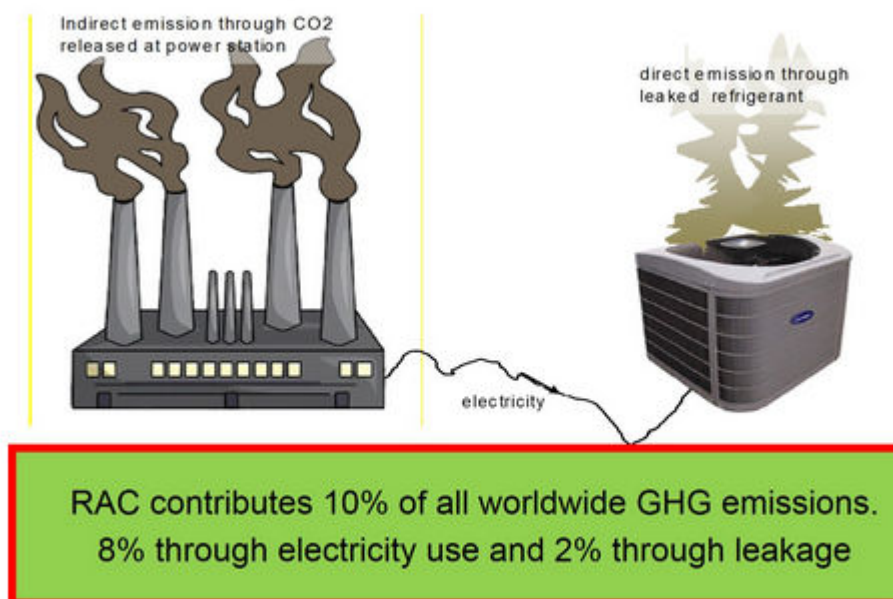 Indirect emission through CO2
released at power station
direct emission through
leaked refrigerant
electricity
RAC contributes 10% of all worldwide GHG emissions.
8% through electricity use and 2% through leakage